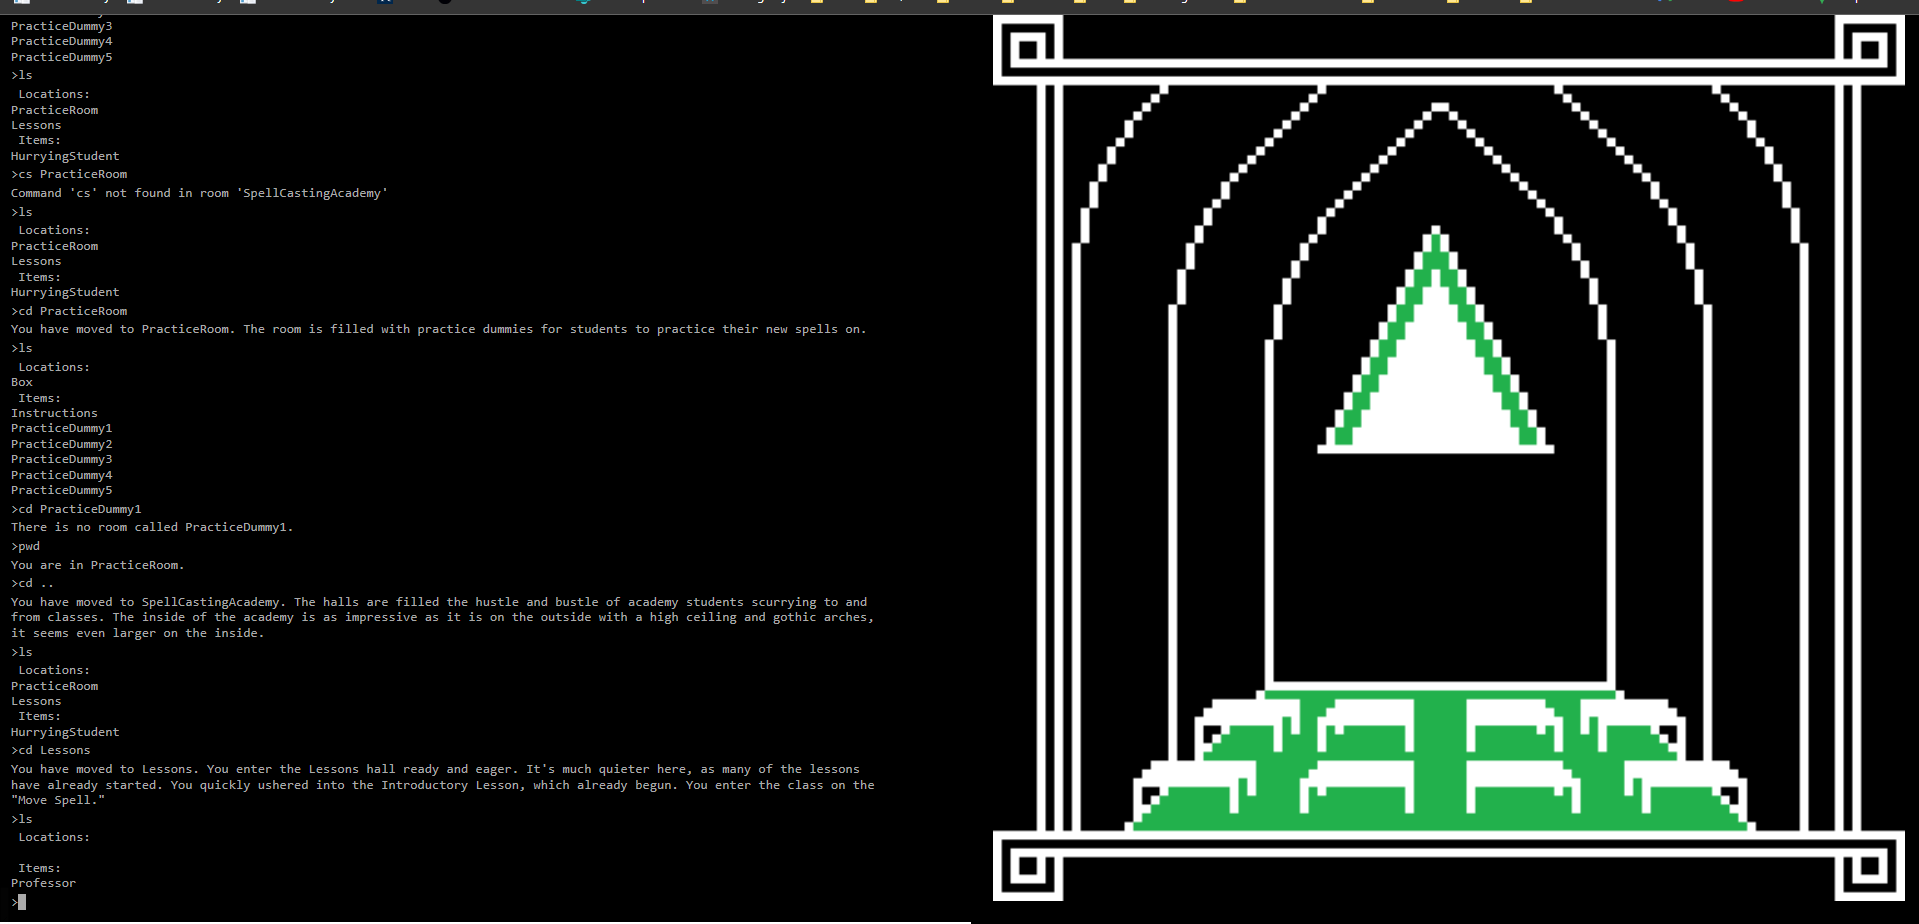 PracticeDummy3
PracticeDummy4
PracticeDummy5
>ls
Locations:
PracticeRoom
Lessons
Items:
HurryingStudent
>cs PracticeRoom
Command 'cs' not found in room 'SpellCastingAcademy'
>ls
Locations:
PracticeRoom
Lessons
Items:
HurryingStudent
>cd PracticeRoom
You have moved to PracticeRoom. The room is filled with practice dummies for students to practice their new spells on.
>ls
Locations:
Box
Items:
Instructions
PracticeDummy1
PracticeDummy2
PracticeDummy3
PracticeDummy4
PracticeDummy5
>cd PracticeDummy1
There is no room called PracticeDummy1.
>pwd
You are in PracticeRoom.
>cd ..
You have moved to SpellCastingAcademy. The halls are filled the hustle and bustle of academy students scurrying to and
from classes. The inside of the academy is as impressive as it is on the outside with a high ceiling and gothic arches,
it seems even larger on the inside.
>ls
Locations:
PracticeRoom
Lessons
Items:
HurryingStudent
>cd Lessons
You have moved to Lessons. You enter the Lessons hall ready and eager. It's much quieter here, as many of the lessons
have already started. You quickly ushered into the Introductory Lesson, which already begun. You enter the class on the
"Move Spell."
>ls
Locations:
Items:
Professor
>